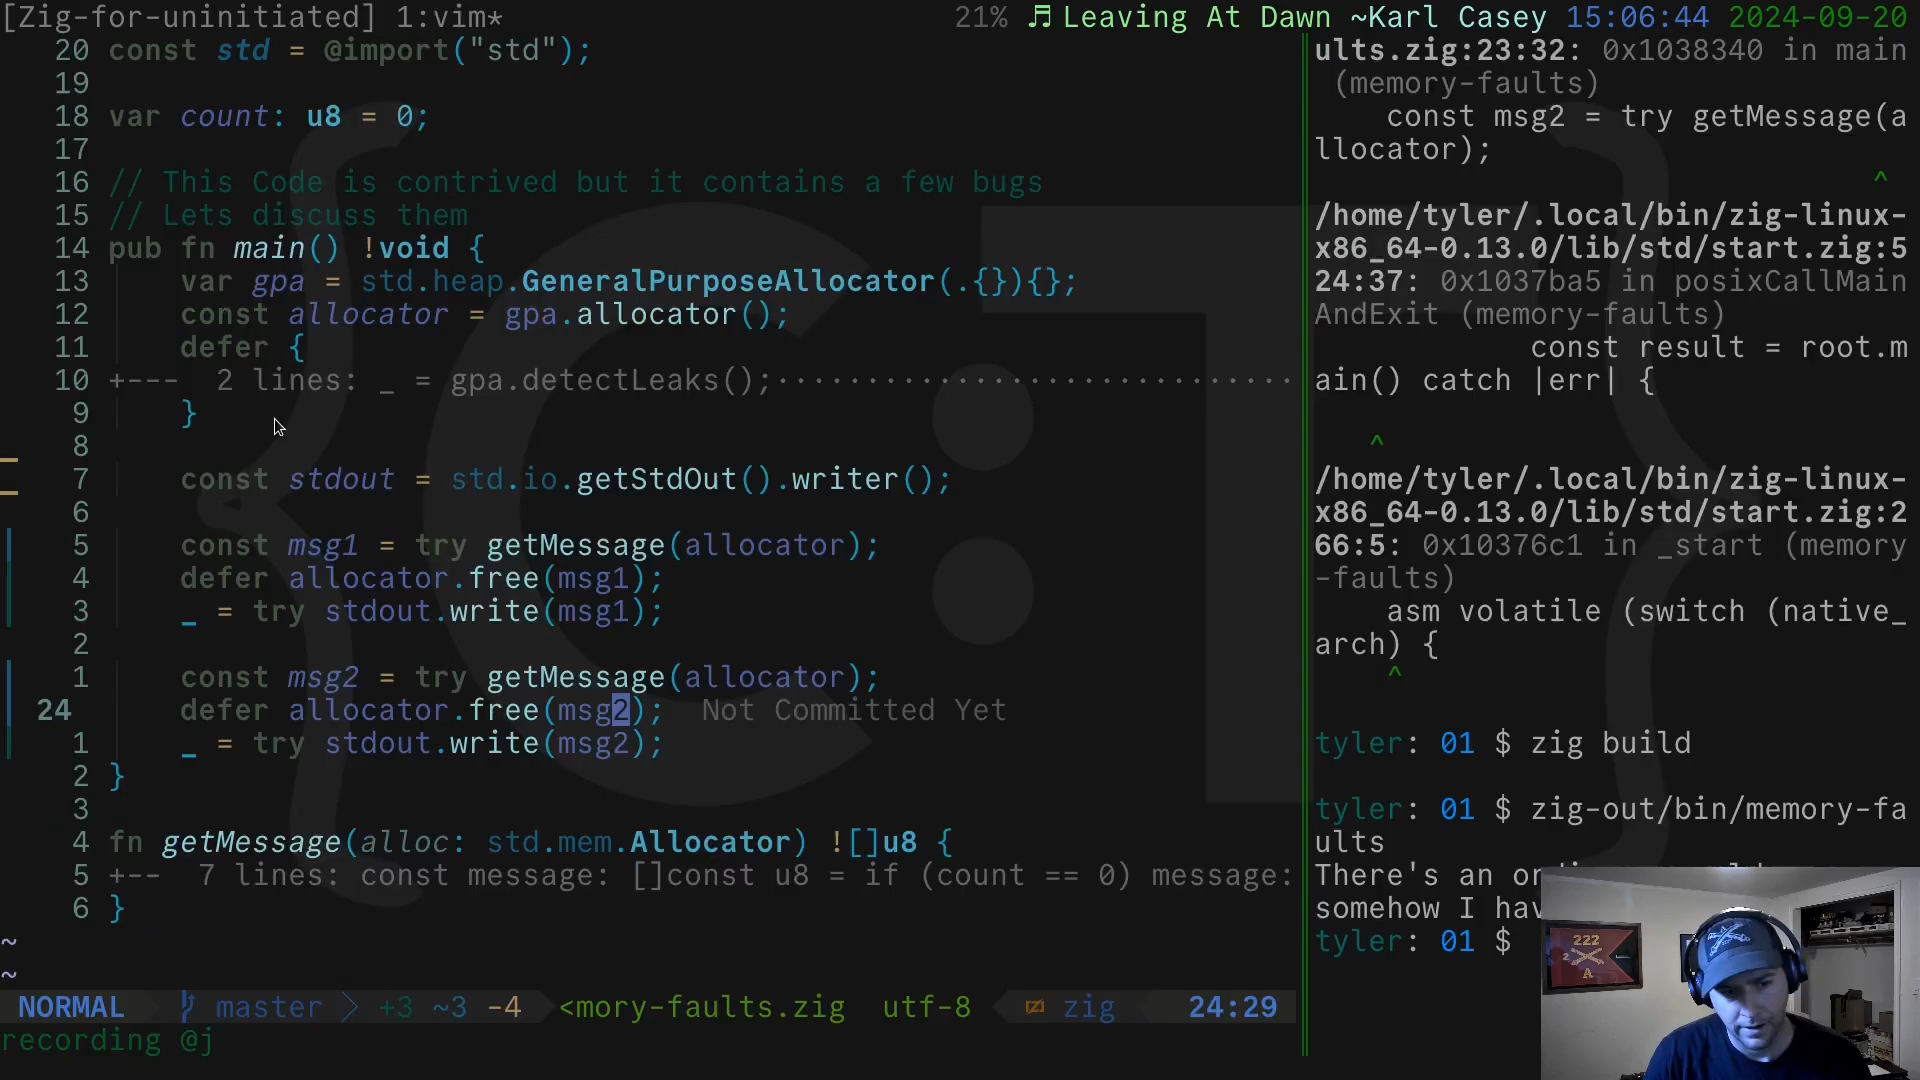 [Zig-for-uninitiated] 1:vim*
21% ♬ Leaving At Dawn ~Karl Casey 15:06:44 2024-09-20
20 const std = @import("std");
19
18 var count: u8 = 0;
17
16 // This Code is contrived but it contains a few bugs
15 // Lets discuss them
14 pub fn main() !void {
13 var gpa = std.heap.GeneralPurposeAllocator(.{}){};
12 const allocator = gpa.allocator();
11 defer {
10 +--- 2 lines: _ = gpa.detectLeaks();·····························
9 }
8
7 const stdout = std.io.getStdOut().writer();
6
5 const msg1 = try getMessage(allocator);
4 defer allocator.free(msg1);
3 _ = try stdout.write(msg1);
2
1 const msg2 = try getMessage(allocator);
24 defer allocator.free(msg2); Not Committed Yet
1 _ = try stdout.write(msg2);
2 }
3
4 fn getMessage(alloc: std.mem.Allocator) ![]u8 {
5 +-- 7 lines: const message: []const u8 = if (count == 0) message:
6 }
~
~
NORMAL master +3 ~3 -4 <mory-faults.zig utf-8 zig 24:29
recording @j
ults.zig:23:32: 0x1038340 in main
(memory-faults)
const msg2 = try getMessage(a
llocator);
^
/home/tyler/.local/bin/zig-linux-
x86_64-0.13.0/lib/std/start.zig:5
24:37: 0x1037ba5 in posixCallMain
AndExit (memory-faults)
const result = root.m
ain() catch |err| {
^
/home/tyler/.local/bin/zig-linux-
x86_64-0.13.0/lib/std/start.zig:2
66:5: 0x10376c1 in _start (memory
-faults)
asm volatile (switch (native_
arch) {
^
tyler: 01 $ zig build
tyler: 01 $ zig-out/bin/memory-fa
ults
There's an
somehow I
tyler: 01 $
222
2
A